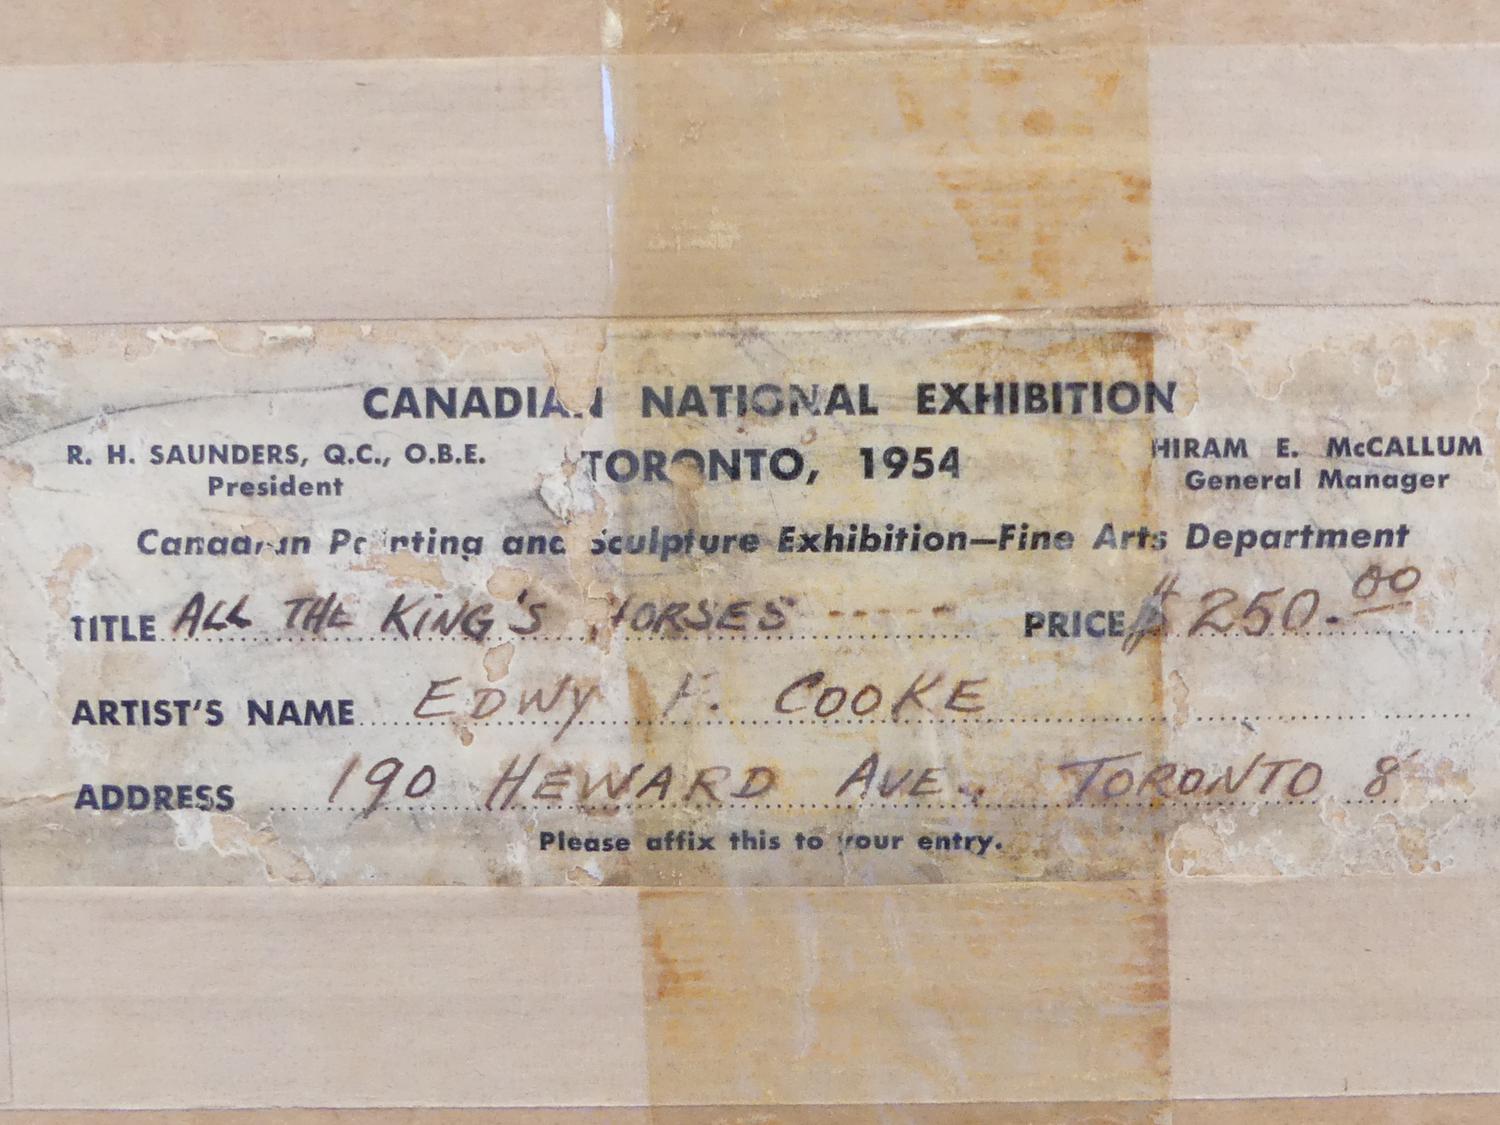 CANADIAN NATIONAL EXHIBITION
R. H. SAUNDERS, Q.C., O.B.E.
President
TORONTO, 1954
HIRAM E. McCALLUM
General Manager
Canadian Painting and Sculpture Exhibition—Fine Arts Department
TITLE ALL THE KING'S HORSES ------ PRICE $250.00
ARTIST'S NAME EDWY F. COOKE
ADDRESS 190 HEWARD AVE., TORONTO 8
Please affix this to your entry.